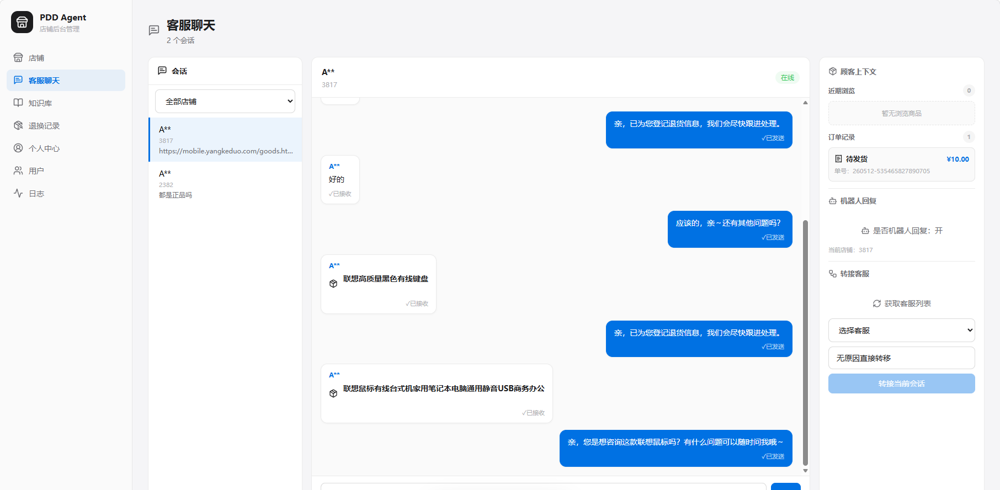 PDD Agent
店铺后台管理
店铺
客服聊天
知识库
退换记录
个人中心
用户
日志
客服聊天
2 个会话
会话
全部店铺
A**
3817
https://mobile.yangkeduo.com/goods.ht...
A**
2382
都是正品吗
A**
3817
在线
亲，已为您登记退货信息，我们会尽快跟进处理。
✓已发送
A**
好的
✓已接收
应该的，亲～还有其他问题吗？
✓已发送
A**
联想高质量黑色有线键盘
✓已接收
亲，已为您登记退货信息，我们会尽快跟进处理。
✓已发送
A**
联想鼠标有线台式机家用笔记本电脑通用静音USB商务办公
✓已接收
亲，您是想咨询这款联想鼠标吗？有什么问题可以随时问我哦～
✓已发送
顾客上下文
近期浏览 0
暂无浏览商品
订单记录 1
待发货 ¥10.00
单号：260512-535465827890705
机器人回复
是否机器人回复：开
当前店铺：3817
转接客服
获取客服列表
选择客服
无原因直接转移
转接当前会话